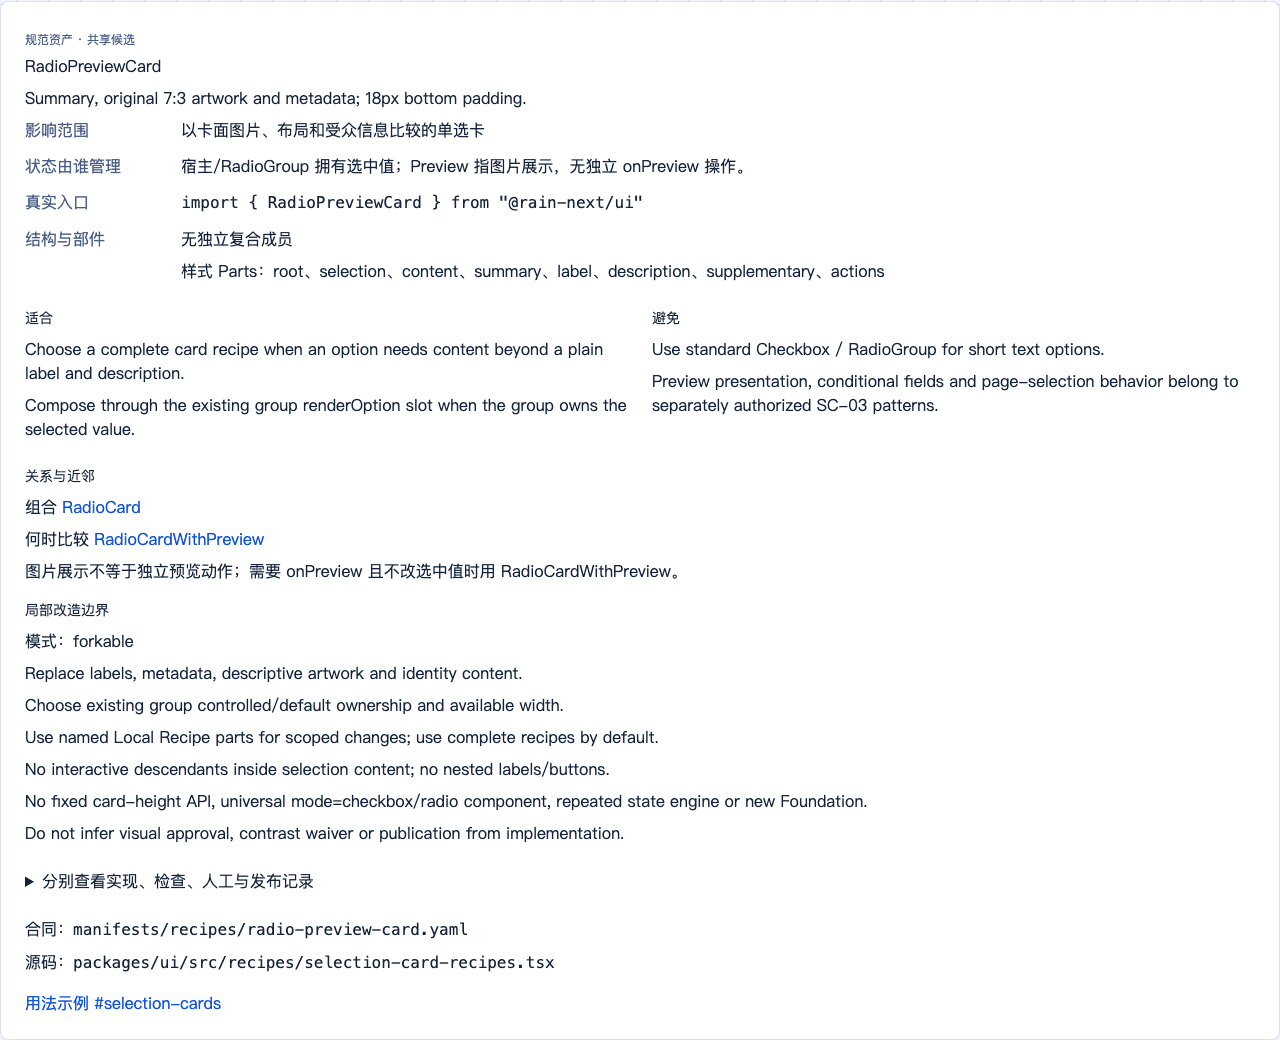 规范资产 · 共享候选
RadioPreviewCard
Summary, original 7:3 artwork and metadata; 18px bottom padding.
影响范围 以卡面图片、布局和受众信息比较的单选卡
状态由谁管理 宿主/RadioGroup 拥有选中值；Preview 指图片展示，无独立 onPreview 操作。
真实入口 import { RadioPreviewCard } from "@rain-next/ui"
结构与部件 无独立复合成员
样式 Parts：root、selection、content、summary、label、description、supplementary、actions
适合
Choose a complete card recipe when an option needs content beyond a plain
label and description.
Compose through the existing group renderOption slot when the group owns the
selected value.
避免
Use standard Checkbox / RadioGroup for short text options.
Preview presentation, conditional fields and page-selection behavior belong to
separately authorized SC-03 patterns.
关系与近邻
组合 RadioCard
何时比较 RadioCardWithPreview
图片展示不等于独立预览动作；需要 onPreview 且不改选中值时用 RadioCardWithPreview。
局部改造边界
模式：forkable
Replace labels, metadata, descriptive artwork and identity content.
Choose existing group controlled/default ownership and available width.
Use named Local Recipe parts for scoped changes; use complete recipes by default.
No interactive descendants inside selection content; no nested labels/buttons.
No fixed card-height API, universal mode=checkbox/radio component, repeated state engine or new Foundation.
Do not infer visual approval, contrast waiver or publication from implementation.
▶ 分别查看实现、检查、人工与发布记录
合同：manifests/recipes/radio-preview-card.yaml
源码：packages/ui/src/recipes/selection-card-recipes.tsx
用法示例 #selection-cards